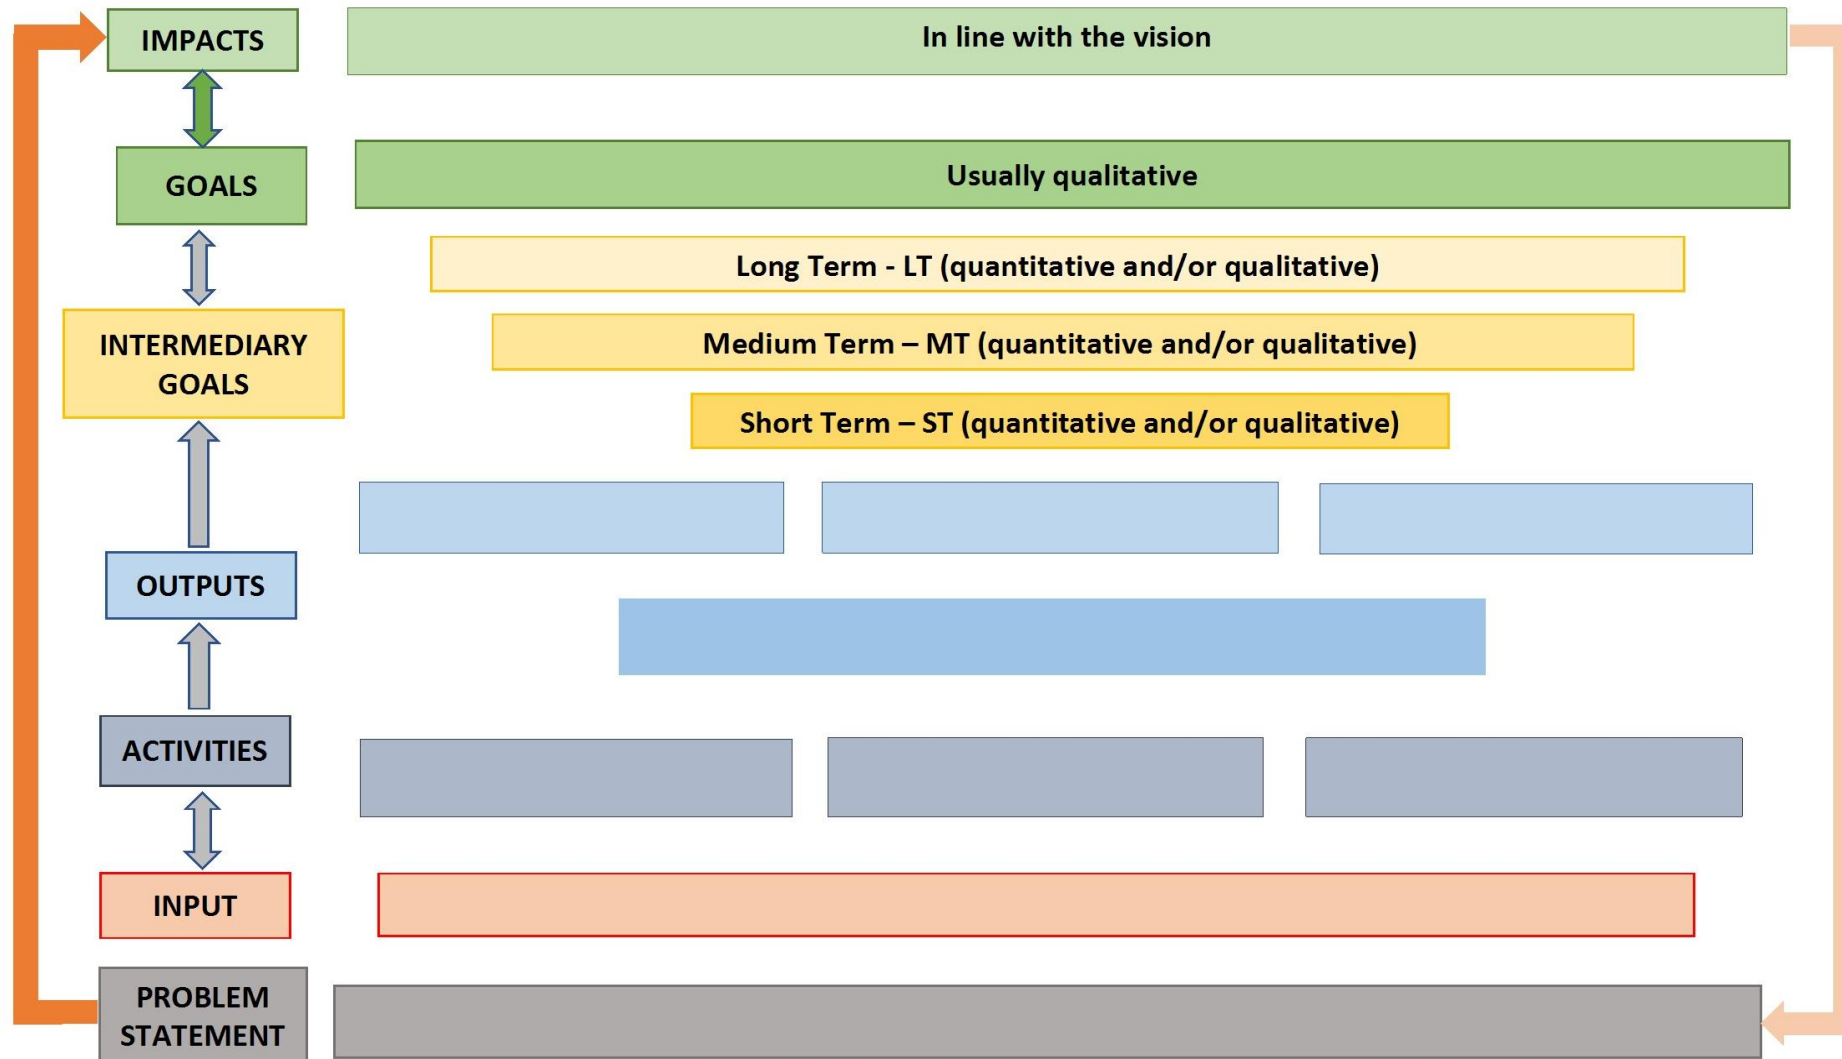 IMPACTS
In line with the vision
GOALS
Usually qualitative
Long Term - LT (quantitative and/or qualitative)
INTERMEDIARY
GOALS
Medium Term – MT (quantitative and/or qualitative)
Short Term – ST (quantitative and/or qualitative)
OUTPUTS
ACTIVITIES
INPUT
PROBLEM
STATEMENT